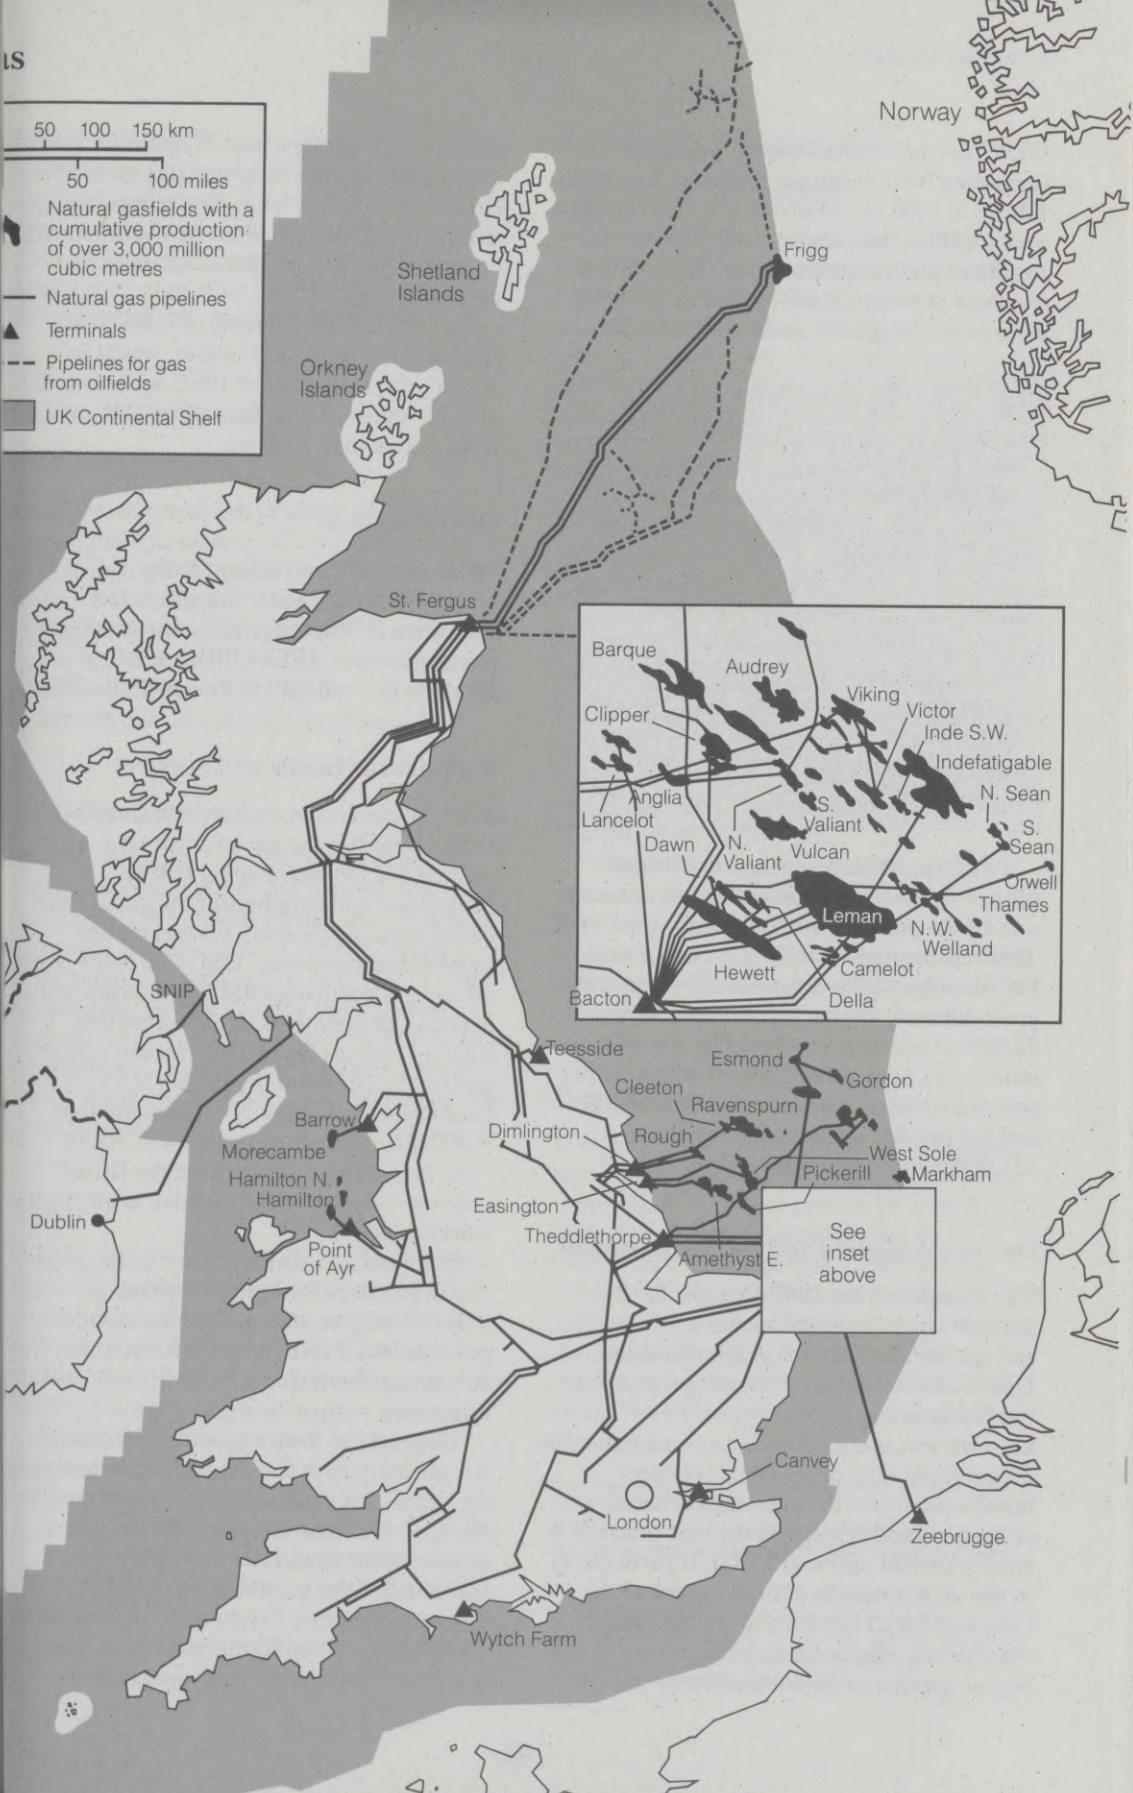 50 100 150 km
50 100 miles
Natural gasfields with a
cumulative production
of over 3,000 million
cubic metres
Natural gas pipelines
Terminals
Pipelines for gas
from oilfields
UK Continental Shelf
Norway
Frigg
Shetland
Islands
Orkney
Islands
St. Fergus
Barque
Audrey
Viking
Clipper
Victor
Inde S.W.
Indefatigable
N. Sean
Anglia
Lancelot
S.
Valiant
S.
Sean
Dawn
N.
Valiant
Vulcan
Orwell
Thames
Leman
N.W.
Welland
Hewett
Camelot
Bacton
Della
SNIP
Teesside
Esmond
Gordon
Cleeton
Ravenspurn
Barrow
Dimlington
Rough
Morecambe
West Sole
Pickerill
Markham
Hamilton N.
Hamilton
Easington
Dublin
Theddlethorpe
Point
of Ayr
Amethyst E.
See
inset
above
Canvey
London
Zeebrugge
Wytch Farm